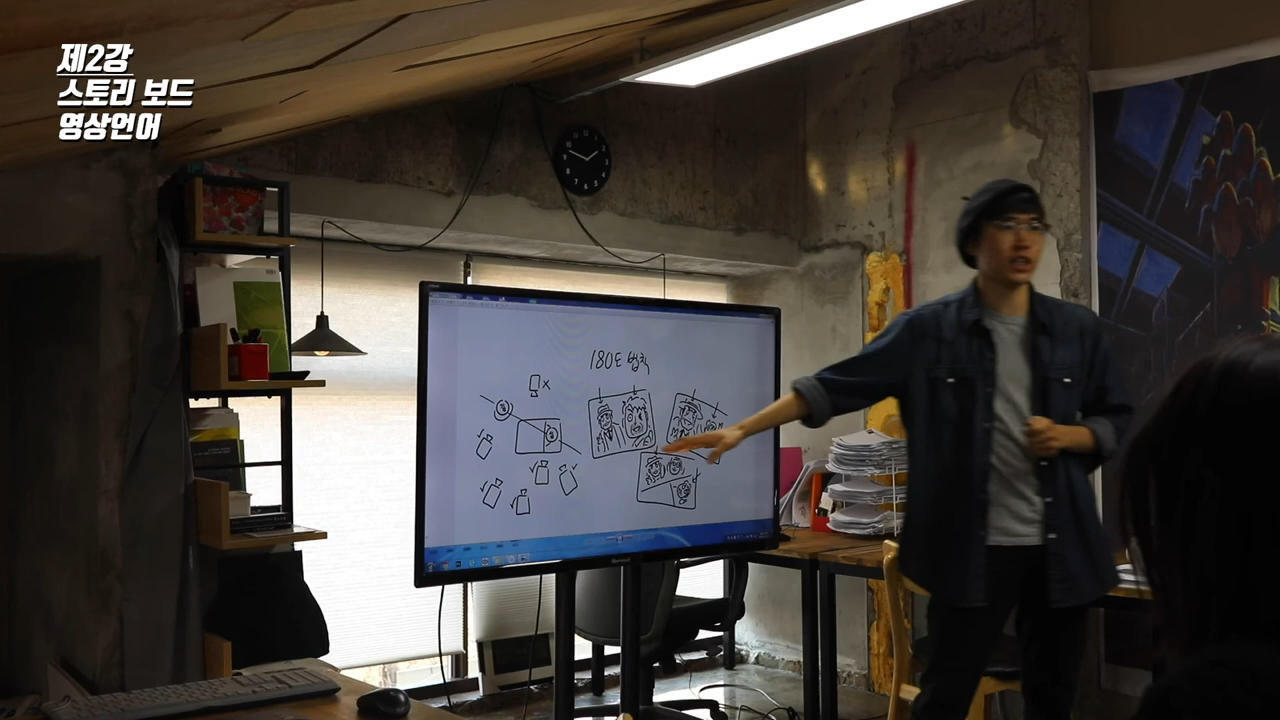 제2강
스토리 보드
영상언어
180도 법칙